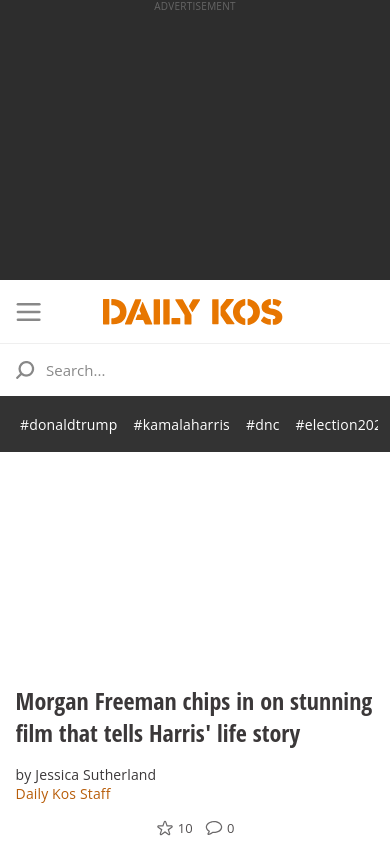 ADVERTISEMENT
DAILY KOS
Search...
#donaldtrump #kamalaharris #dnc #election202
Morgan Freeman chips in on stunning
film that tells Harris' life story
by Jessica Sutherland
Daily Kos Staff
10 0